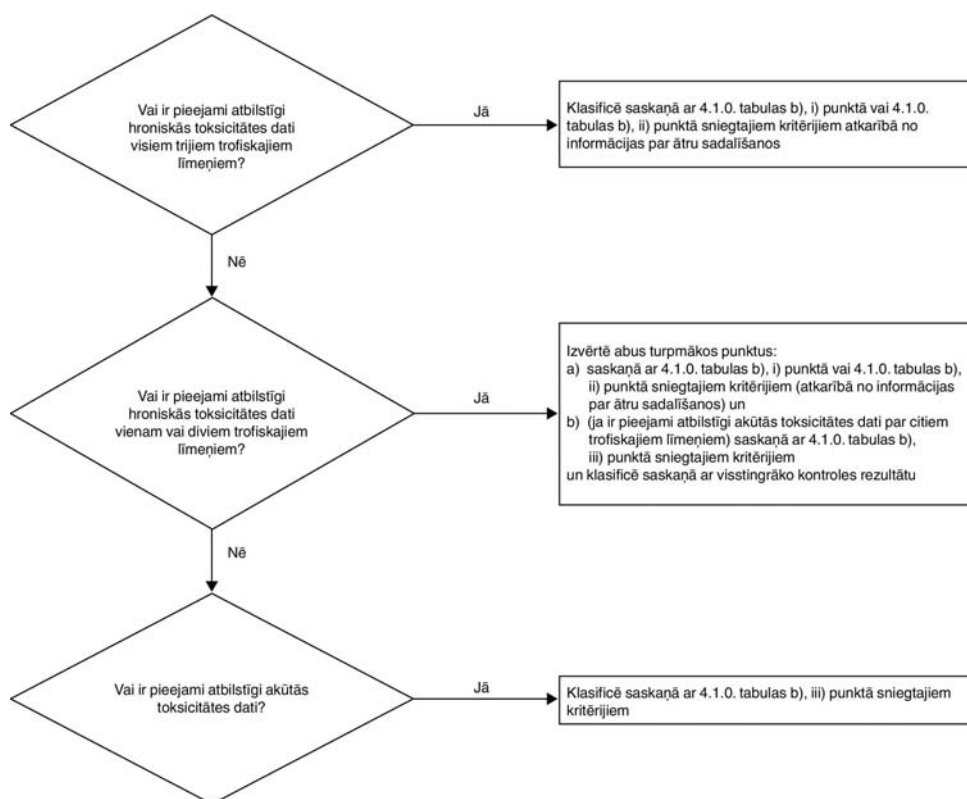 Vai ir pieejami atbilstīgi
hroniskās toksicitātes dati
visiem trijiem trofiskajiem
līmeņiem?
Jā
Klasificē saskaņā ar 4.1.0. tabulas b), i) punktā vai 4.1.0.
tabulas b), ii) punktā sniegtajiem kritērijiem atkarībā no
informācijas par ātru sadalīšanos
Nē
Vai ir pieejami atbilstīgi
hroniskās toksicitātes dati
vienam vai diviem trofiskajiem
līmeņiem?
Jā
Izvērtē abus turpmākos punktus:
a) saskaņā ar 4.1.0. tabulas b), i) punktā vai 4.1.0. tabulas b),
ii) punktā sniegtajiem kritērijiem (atkarībā no informācijas
par ātru sadalīšanos) un
b) (ja ir pieejami atbilstīgi akūtās toksicitātes dati par citiem
trofiskajiem līmeņiem) saskaņā ar 4.1.0. tabulas b),
iii) punktā sniegtajiem kritērijiem
un klasificē saskaņā ar visstingrāko kontroles rezultātu
Nē
Vai ir pieejami atbilstīgi akūtās
toksicitātes dati?
Jā
Klasificē saskaņā ar 4.1.0. tabulas b), iii) punktā sniegtajiem
kritērijiem